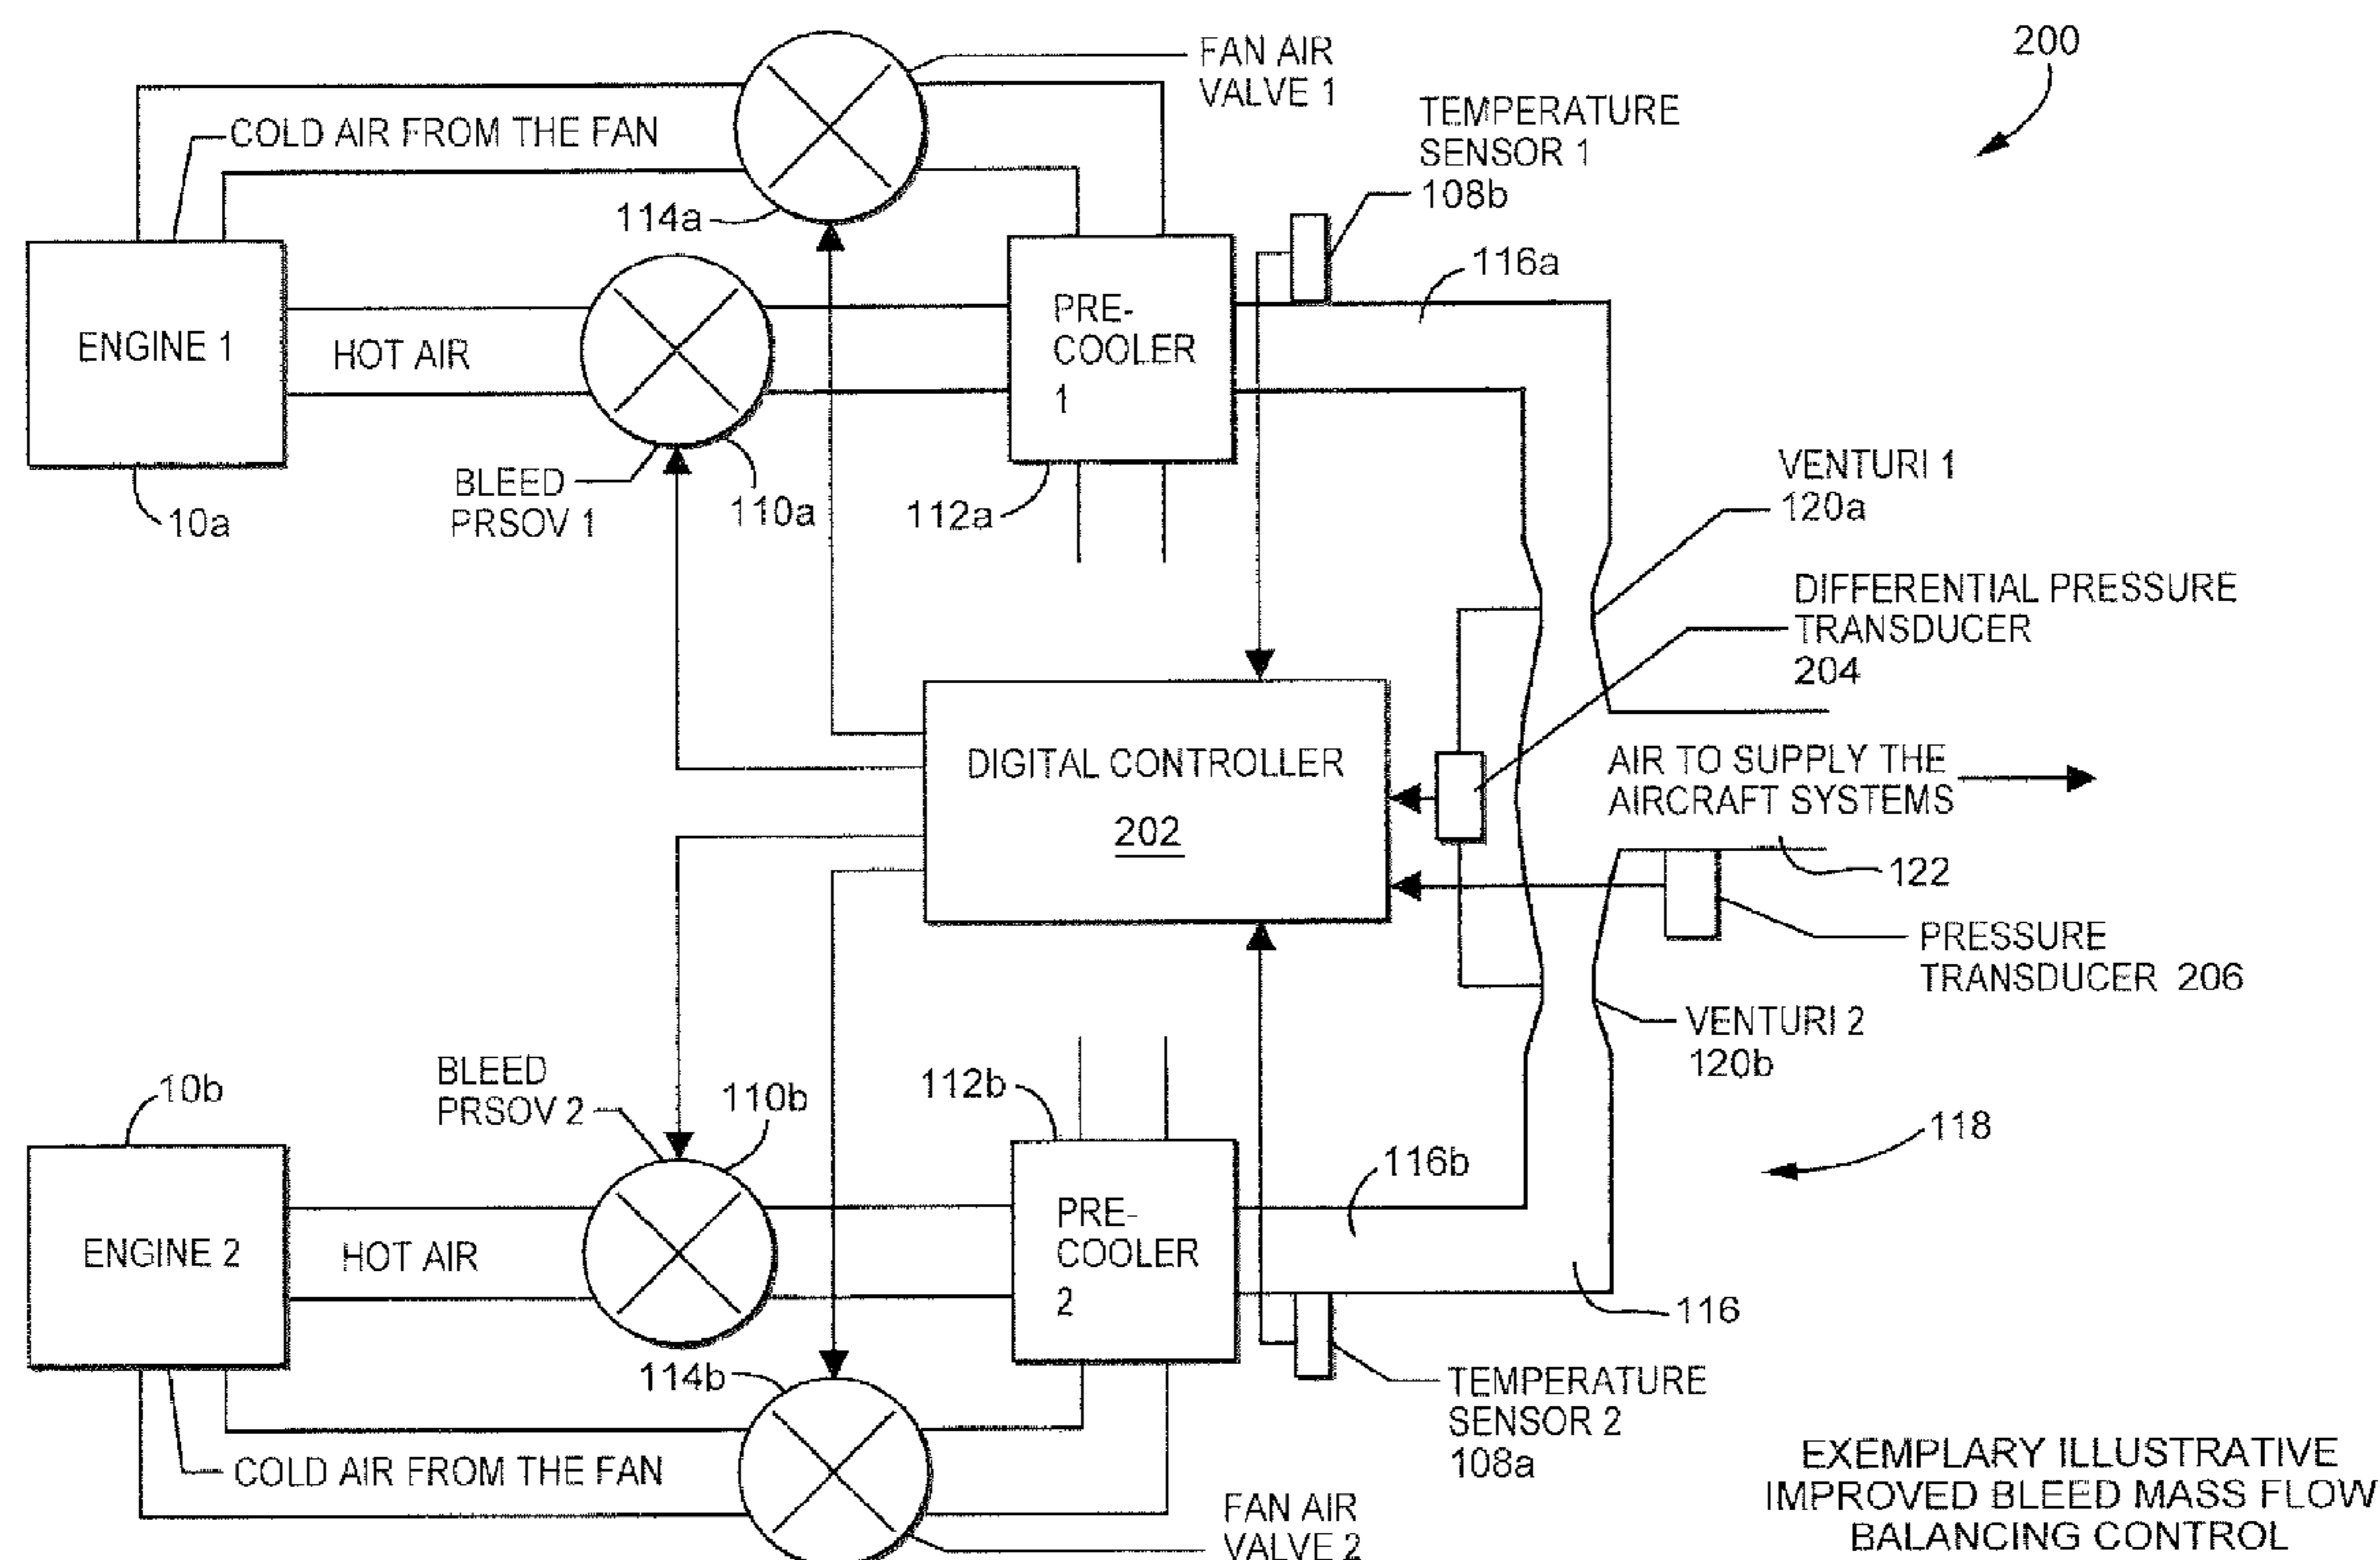 200
FAN AIR
VALVE 1
TEMPERATURE
SENSOR 1
108b
COLD AIR FROM THE FAN
114a
116a
ENGINE 1
HOT AIR
PRE-
COOLER
1
10a
BLEED
PRSOV 1
110a
112a
VENTURI 1
120a
DIFFERENTIAL PRESSURE
TRANSDUCER
204
DIGITAL CONTROLLER
202
AIR TO SUPPLY THE
AIRCRAFT SYSTEMS
122
PRESSURE
TRANSDUCER 206
VENTURI 2
120b
10b
BLEED
PRSOV 2
110b
112b
118
116b
ENGINE 2
HOT AIR
PRE-
COOLER
2
116
114b
TEMPERATURE
SENSOR 2
108a
COLD AIR FROM THE FAN
FAN AIR
VALVE 2
EXEMPLARY ILLUSTRATIVE
IMPROVED BLEED MASS FLOW
BALANCING CONTROL